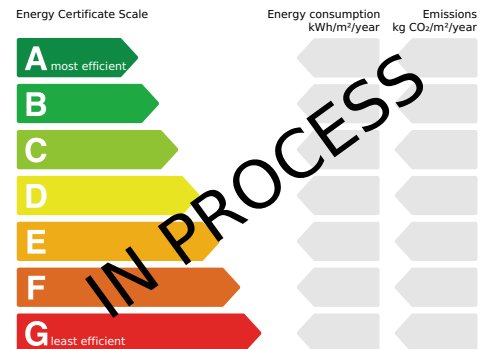 Energy Certificate Scale
Energy consumption
kWh/m²/year
Emissions
kg CO₂/m²/year
A most efficient
B
C
D
E
F
G least efficient
IN PROCESS